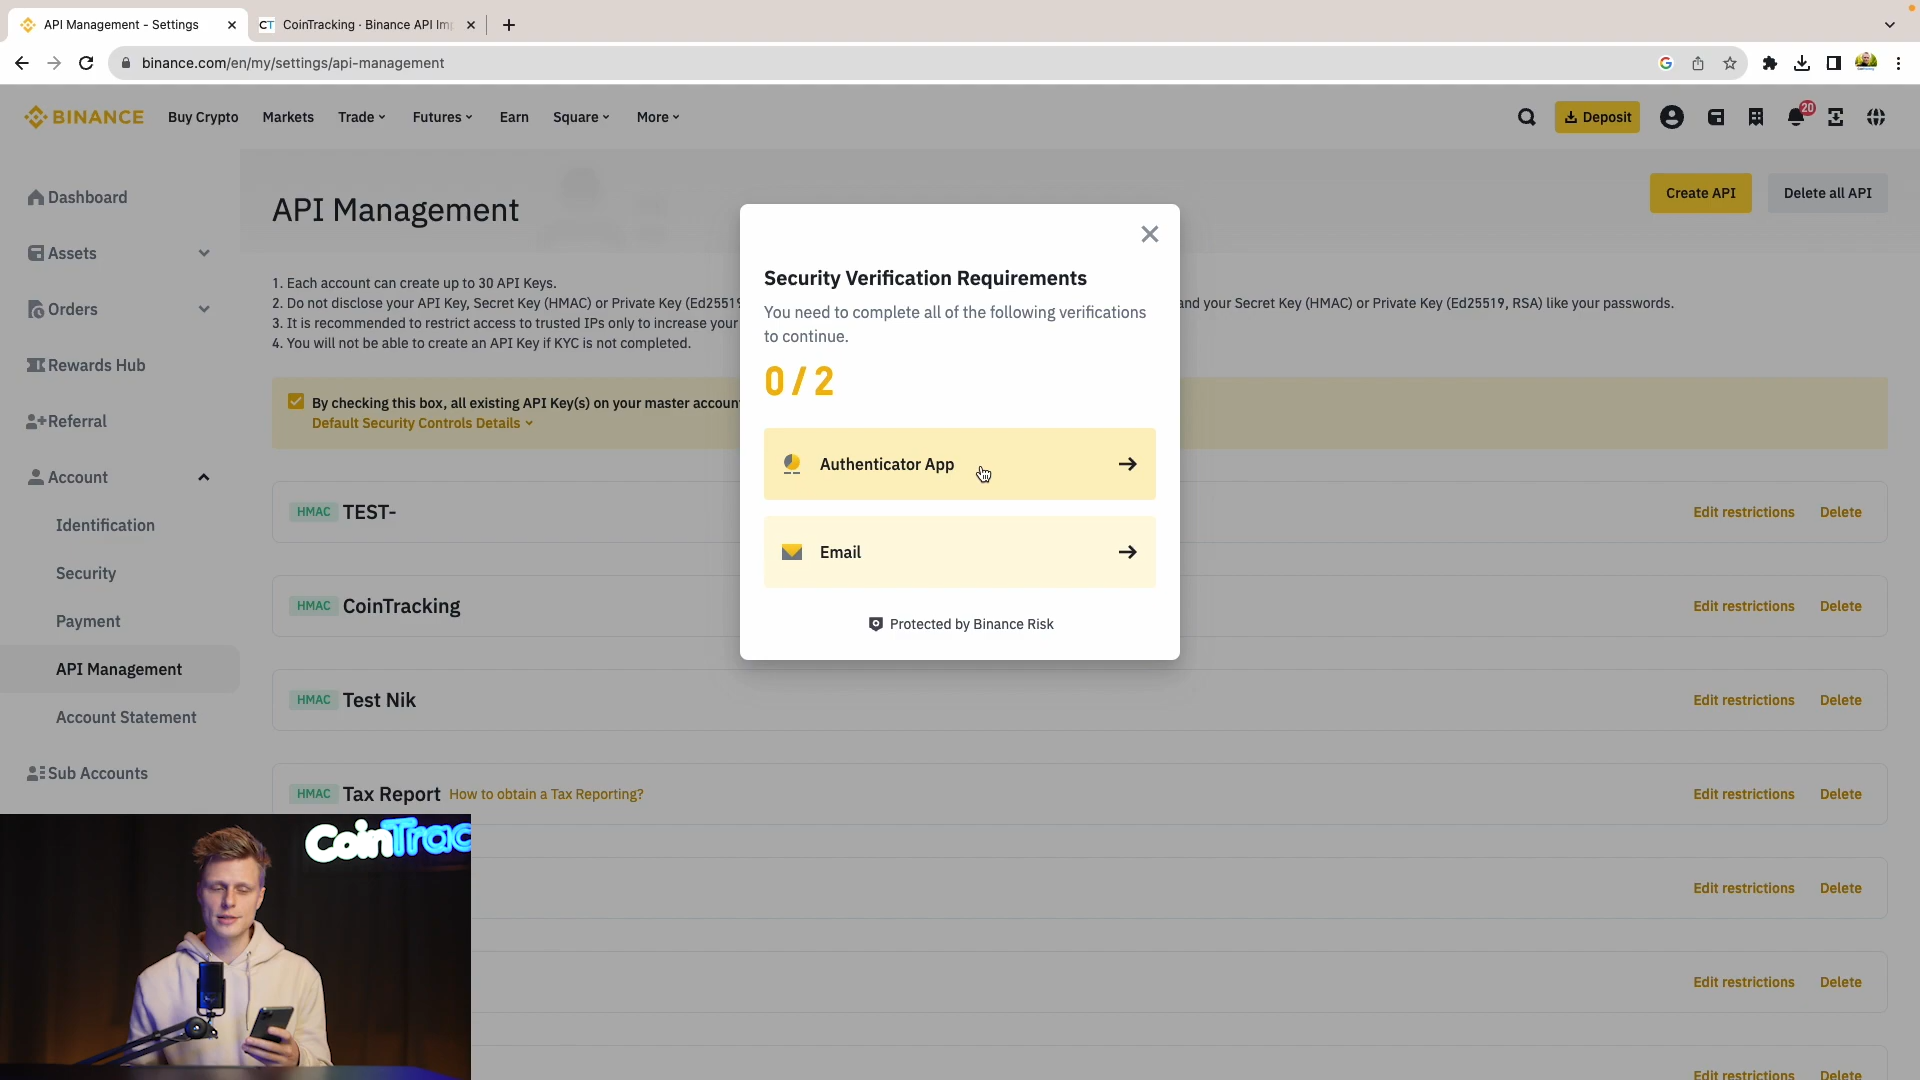 API Management - Settings
CT CoinTracking · Binance API Im
binance.com/en/my/settings/api-management
BINANCE
Buy Crypto
Markets
Trade
Futures
Earn
Square
More
Deposit
20
Dashboard
Assets
Orders
Rewards Hub
Referral
Account
Identification
Security
Payment
API Management
Account Statement
Sub Accounts
API Management
Create API
Delete all API
1. Each account can create up to 30 API Keys.
2. Do not disclose your API Key, Secret Key (HMAC) or Private Key (Ed25519 and your Secret Key (HMAC) or Private Key (Ed25519, RSA) like your passwords.
3. It is recommended to restrict access to trusted IPs only to increase your
4. You will not be able to create an API Key if KYC is not completed.
By checking this box, all existing API Key(s) on your master account
Default Security Controls Details
HMAC TEST- Edit restrictions Delete
HMAC CoinTracking Edit restrictions Delete
HMAC Test Nik Edit restrictions Delete
HMAC Tax Report How to obtain a Tax Reporting? Edit restrictions Delete
Edit restrictions Delete
Edit restrictions Delete
Edit restrictions Delete
Security Verification Requirements
You need to complete all of the following verifications
to continue.
0 / 2
Authenticator App
Email
Protected by Binance Risk
CoinTrac